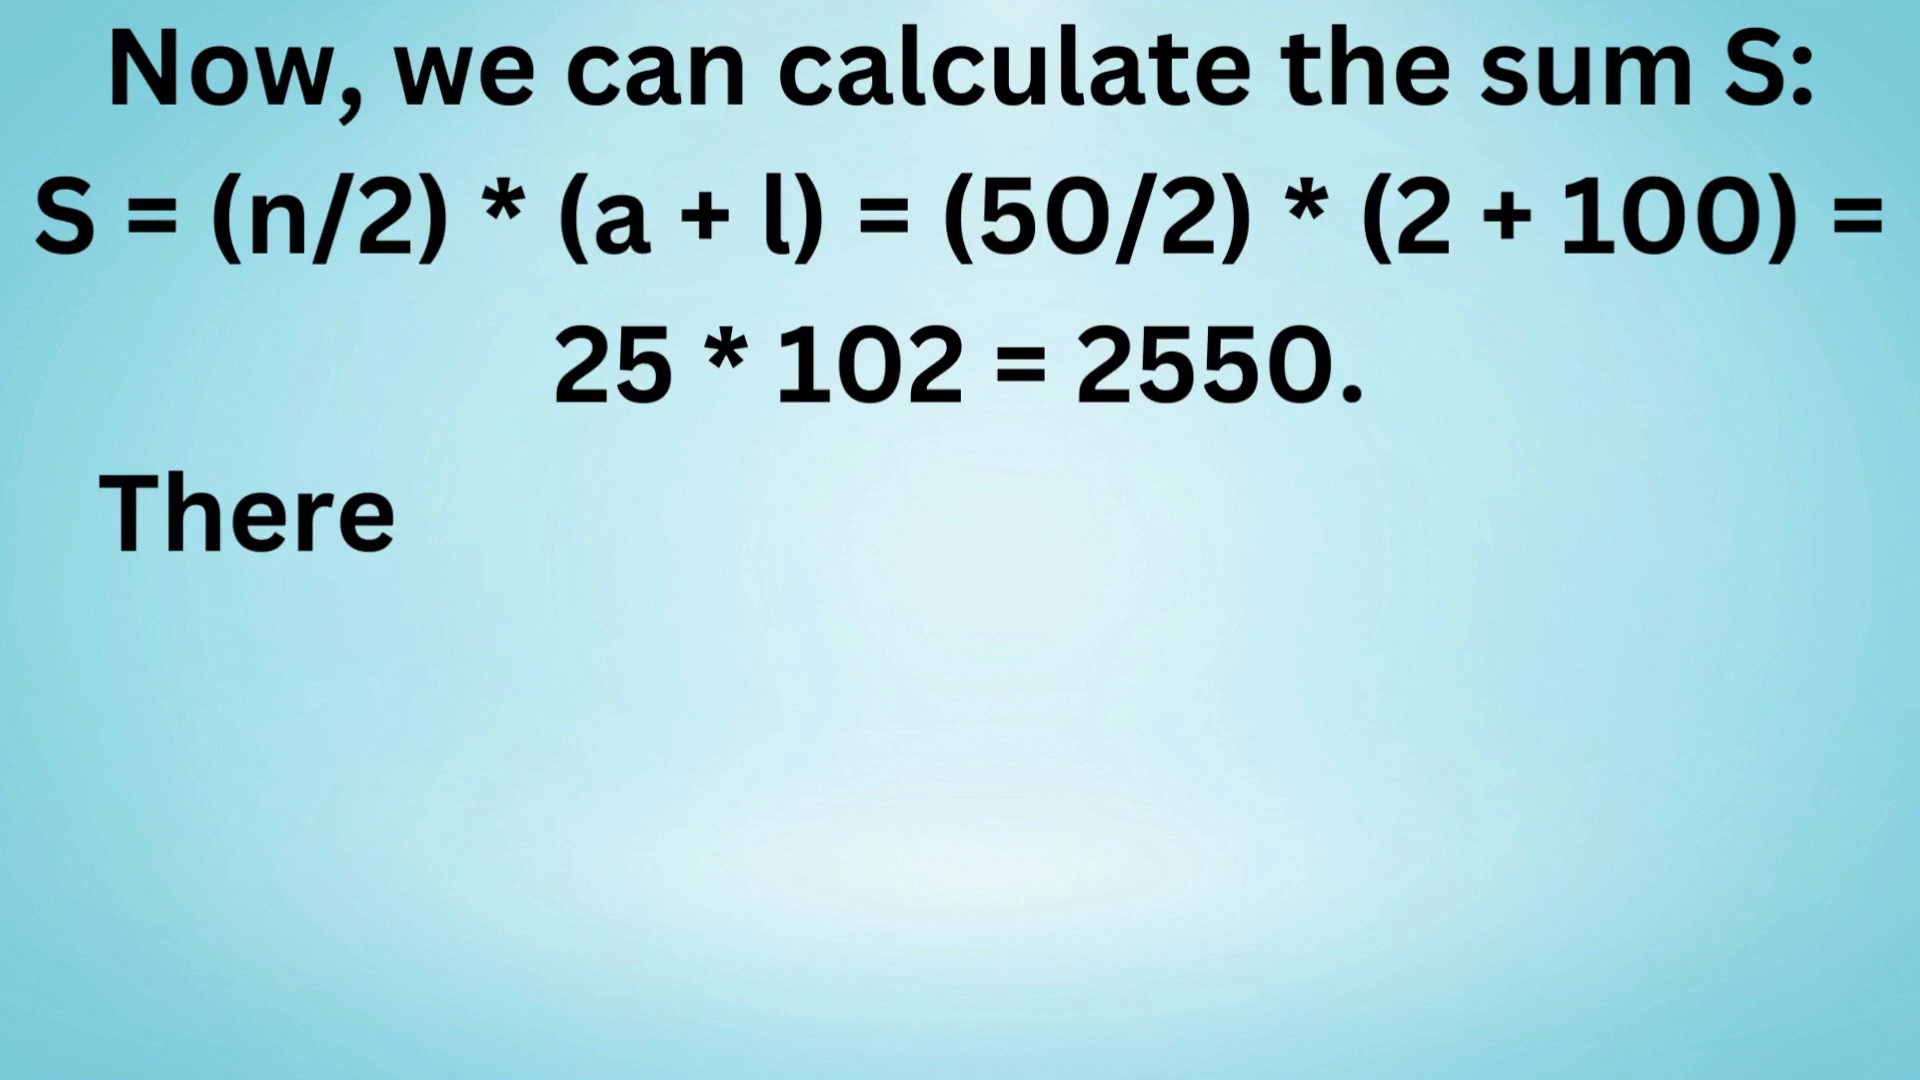 Now, we can calculate the sum S:
S = (n/2) * (a + l) = (50/2) * (2 + 100) =
25 * 102 = 2550.
There